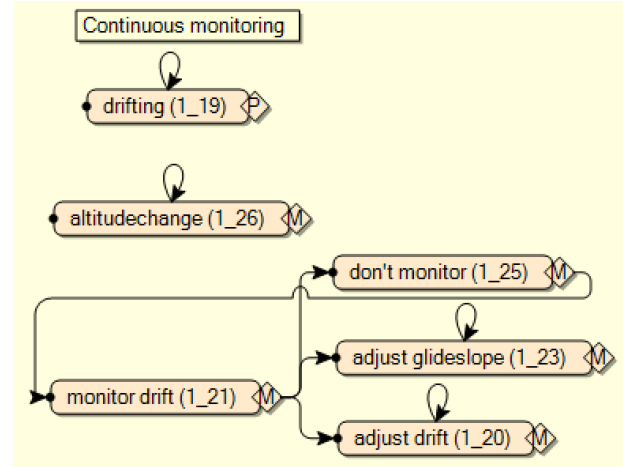 Continuous monitoring
drifting (1_19) P
altitudechange (1_26) M
don't monitor (1_25) M
adjust glideslope (1_23) M
monitor drift (1_21) M
adjust drift (1_20) M